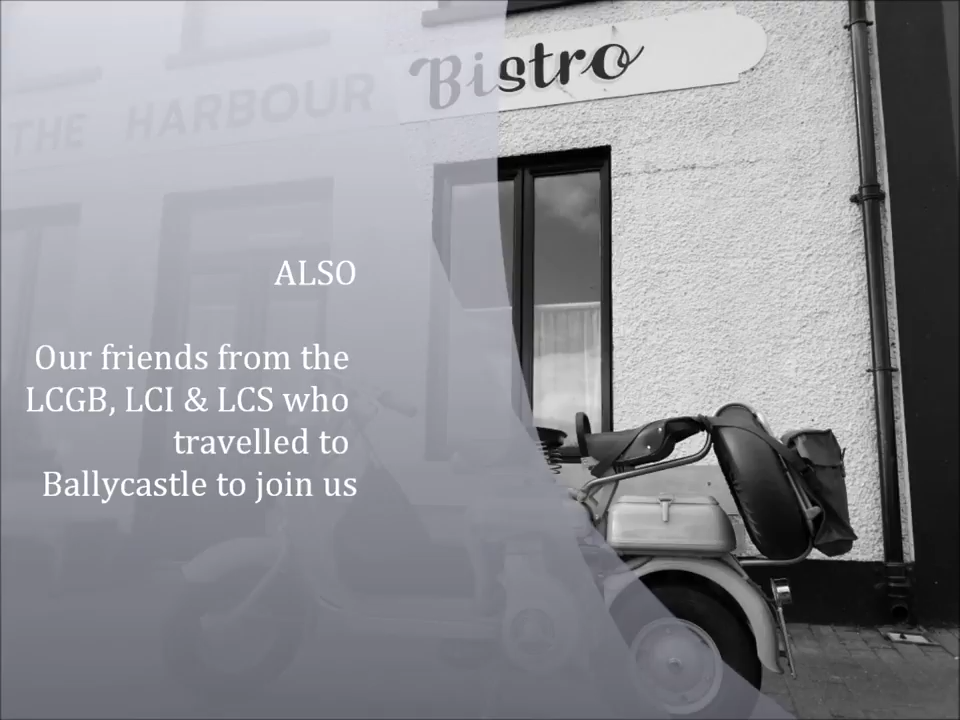 THE HARBOUR Bistro
ALSO
Our friends from the
LCGB, LCI & LCS who
travelled to
Ballycastle to join us